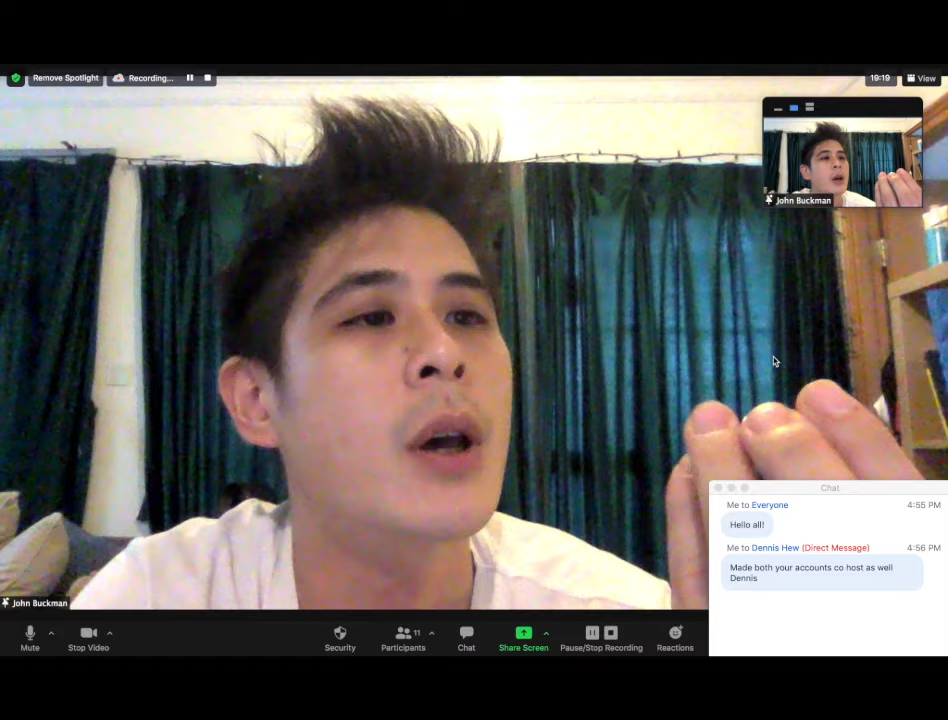 Remove Spotlight
Recording...
19:19
View
John Buckman
Chat
Me to Everyone 4:55 PM
Hello all!
Me to Dennis Hew (Direct Message) 4:56 PM
Made both your accounts co host as well
Dennis
John Buckman
Mute
Stop Video
Security
11
Participants
Chat
Share Screen
Pause/Stop Recording
Reactions